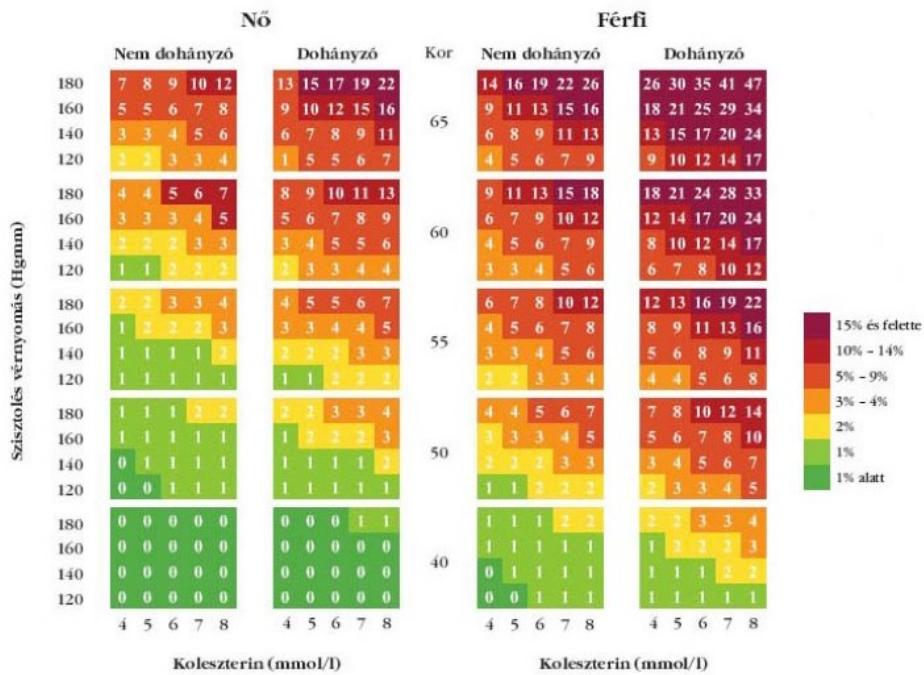 Nő Férfi
Nem dohányzó Dohányzó Kor Nem dohányzó Dohányzó
180 7 8 9 10 12 13 15 17 19 22 14 16 19 22 26 26 30 35 41 47
160 5 5 6 7 8 9 10 12 15 16 9 11 13 15 16 18 21 25 29 34
65
140 3 3 4 5 6 6 7 8 9 11 6 8 9 11 13 13 15 17 20 24
120 2 2 3 3 4 1 5 5 6 7 4 5 6 7 9 9 10 12 14 17
180 4 4 5 6 7 8 9 10 11 13 9 11 13 15 18 18 21 24 28 33
160 3 3 3 4 5 5 6 7 8 9 6 7 9 10 12 12 14 17 20 24
60
140 2 2 2 3 3 3 4 5 5 6 4 5 6 7 9 8 10 12 14 17
120 1 1 2 2 2 2 3 3 4 4 3 3 4 5 6 6 7 8 10 12
180 2 2 3 3 4 4 5 5 6 7 6 7 8 10 12 12 13 16 19 22
160 1 2 2 2 3 3 3 4 4 5 4 5 6 7 8 8 9 11 13 16
55
140 1 1 1 1 2 2 2 2 3 3 3 3 4 5 6 5 6 8 9 11
120 1 1 1 1 1 1 1 2 2 2 2 2 3 3 4 4 4 5 6 8
180 1 1 1 2 2 2 2 3 3 4 4 4 5 6 7 7 8 10 12 14
160 1 1 1 1 1 1 2 2 2 3 3 3 3 4 5 5 6 7 8 10
50
140 0 1 1 1 1 1 1 1 1 2 2 2 2 3 3 3 4 5 6 7
120 0 0 1 1 1 1 1 1 1 1 1 1 2 2 2 2 3 3 4 5
180 0 0 0 0 0 0 0 0 1 1 1 1 1 2 2 2 2 3 3 4
160 0 0 0 0 0 0 0 0 0 0 1 1 1 1 1 1 2 2 2 3
40
140 0 0 0 0 0 0 0 0 0 0 0 1 1 1 1 1 1 1 2 2
120 0 0 0 0 0 0 0 0 0 0 0 0 1 1 1 1 1 1 1 1
4 5 6 7 8 4 5 6 7 8
Koleszterin (mmol/l) Koleszterin (mmol/l)
Szisztolés vérnyomás (Hgmm)
15% és felette
10% – 14%
5% – 9%
3% – 4%
2%
1%
1% alatt